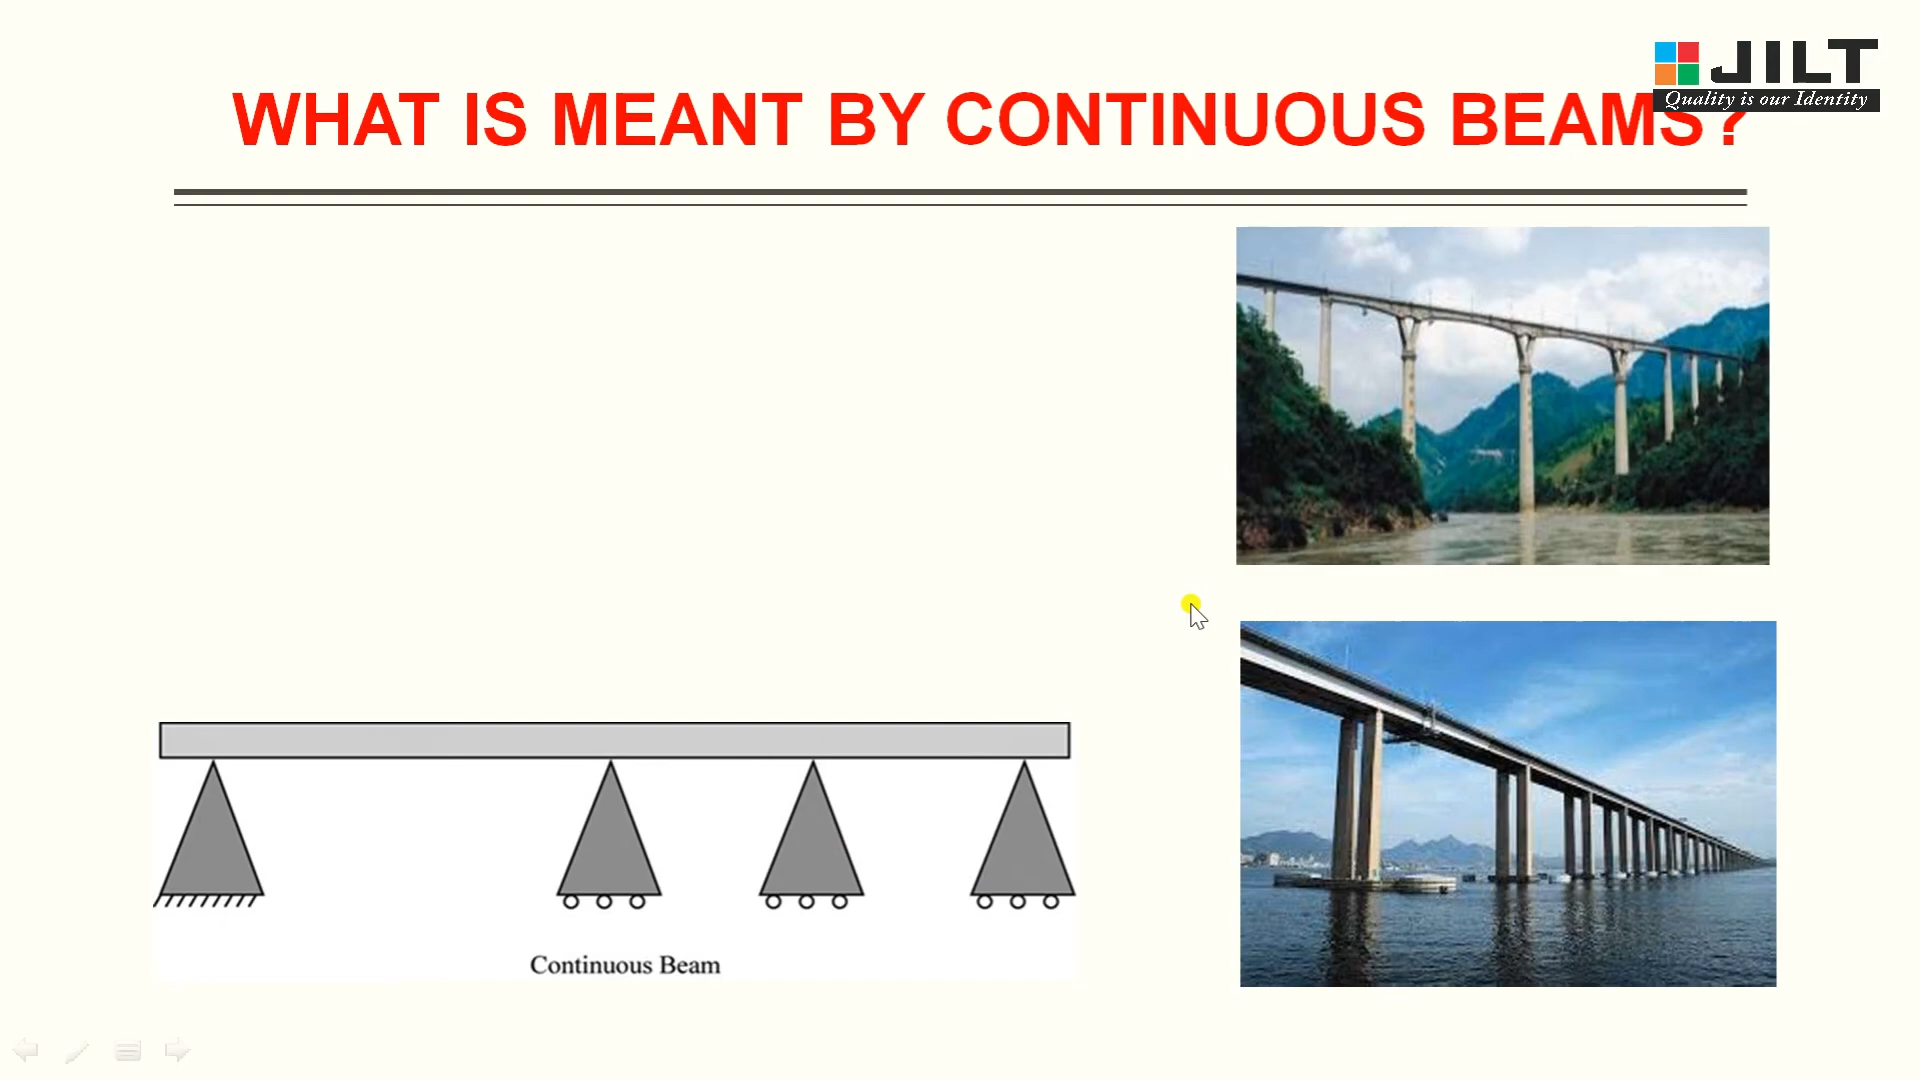 JILT
Quality is our Identity
WHAT IS MEANT BY CONTINUOUS BEAMS?
Continuous Beam